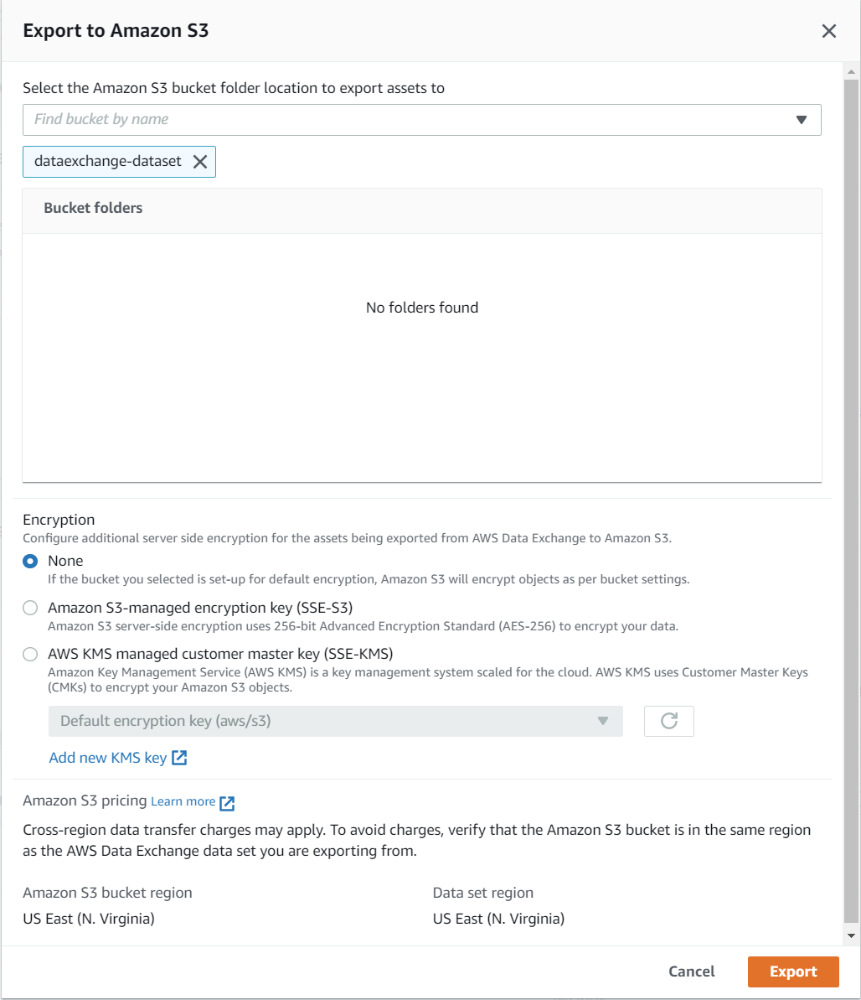 Export to Amazon S3
Select the Amazon S3 bucket folder location to export assets to
Find bucket by name
dataexchange-dataset
Bucket folders
No folders found
Encryption
Configure additional server side encryption for the assets being exported from AWS Data Exchange to Amazon S3.
None
If the bucket you selected is set-up for default encryption, Amazon S3 will encrypt objects as per bucket settings.
Amazon S3-managed encryption key (SSE-S3)
Amazon S3 server-side encryption uses 256-bit Advanced Encryption Standard (AES-256) to encrypt your data.
AWS KMS managed customer master key (SSE-KMS)
Amazon Key Management Service (AWS KMS) is a key management system scaled for the cloud. AWS KMS uses Customer Master Keys
(CMKs) to encrypt your Amazon S3 objects.
Default encryption key (aws/s3)
Add new KMS key
Amazon S3 pricing Learn more
Cross-region data transfer charges may apply. To avoid charges, verify that the Amazon S3 bucket is in the same region
as the AWS Data Exchange data set you are exporting from.
Amazon S3 bucket region
US East (N. Virginia)
Data set region
US East (N. Virginia)
Cancel
Export